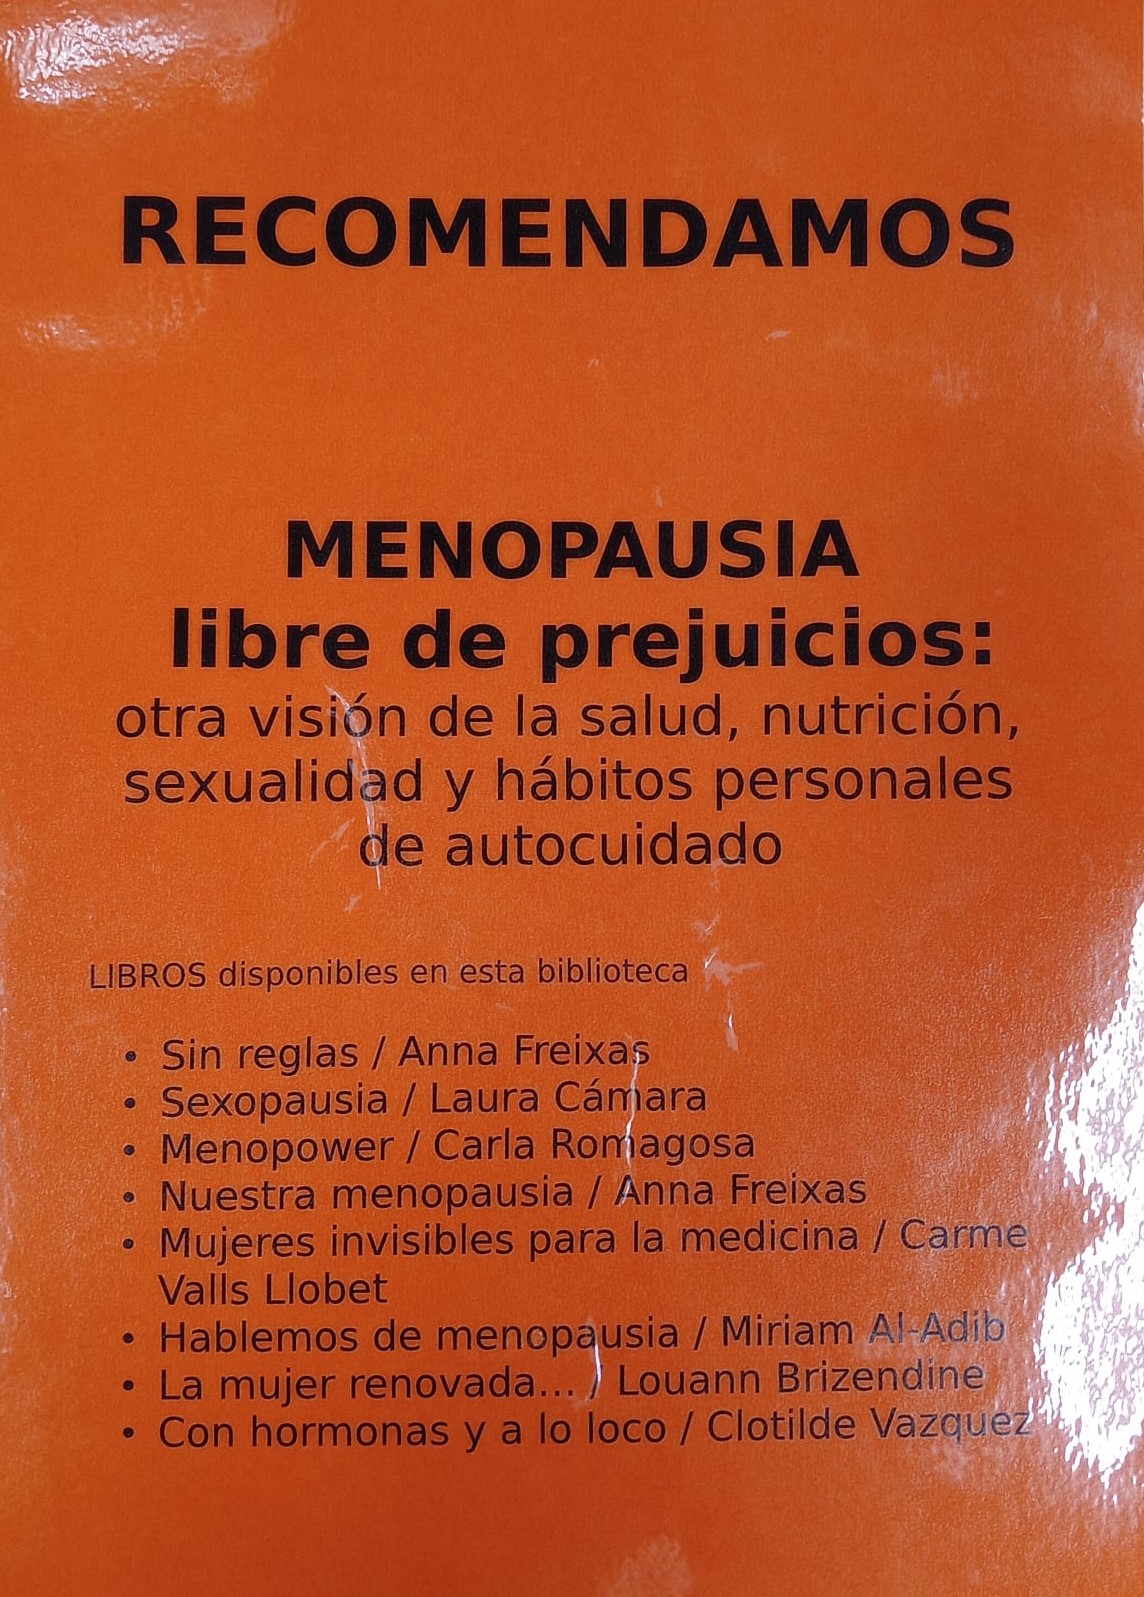 RECOMENDAMOS
MENOPAUSIA
libre de prejuicios:
otra visión de la salud, nutrición,
sexualidad y hábitos personales
de autocuidado
LIBROS disponibles en esta biblioteca
• Sin reglas / Anna Freixas
• Sexopausia / Laura Cámara
• Menopower / Carla Romagosa
• Nuestra menopausia / Anna Freixas
• Mujeres invisibles para la medicina / Carme
Valls Llobet
• Hablemos de menopausia / Miriam Al-Adib
• La mujer renovada... / Louann Brizendine
• Con hormonas y a lo loco / Clotilde Vazquez